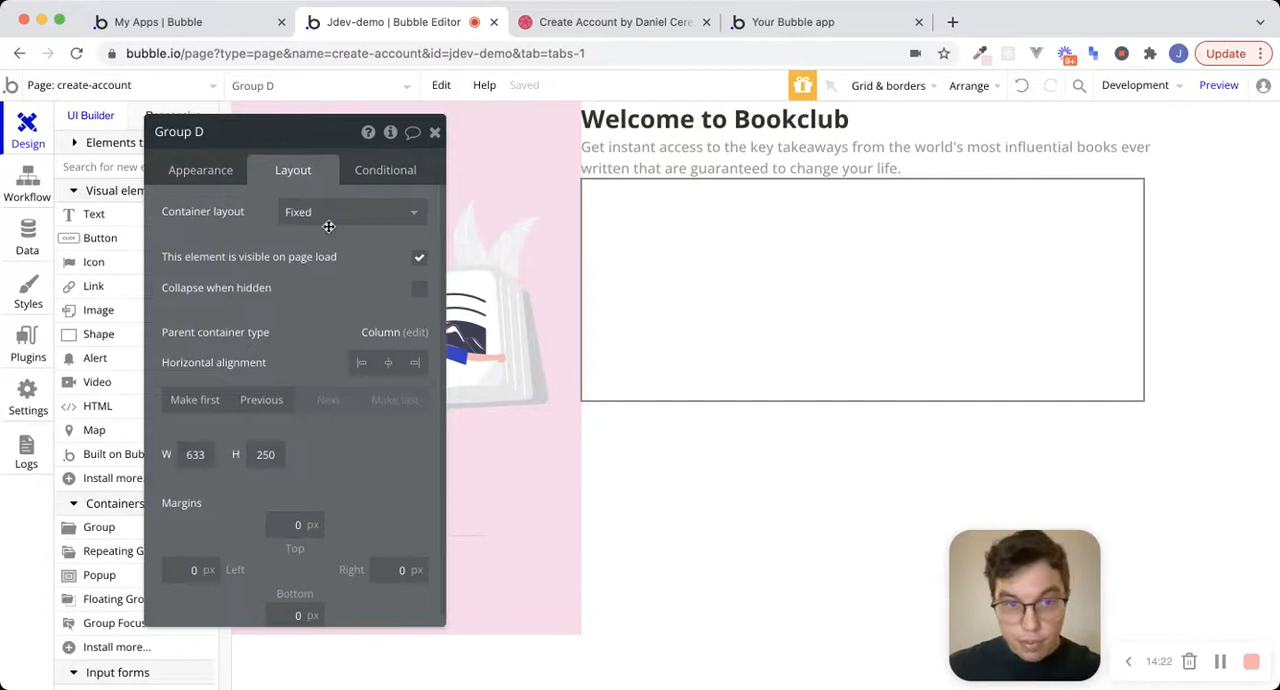 My Apps | Bubble
Jdev-demo | Bubble Editor
Create Account by Daniel Cere
Your Bubble app
bubble.io/page?type=page&name=create-account&id=jdev-demo&tab=tabs-1
9+
J
Update
Page: create-account
Group D
Edit
Help
Saved
Grid & borders
Arrange
Development
Preview
Design
Workflow
Data
Styles
Plugins
Settings
Logs
UI Builder
Elements t
Search for new e
Visual elem
Text
CLICK
Button
Icon
Link
Image
Shape
Alert
Video
</> HTML
Map
Built on Bub
Install more.
Containers
Group
Repeating G
Popup
Floating Gro
Group Focus
Install more...
Input forms
Group D
Appearance
Layout
Conditional
Container layout
Fixed
This element is visible on page load
Collapse when hidden
Parent container type
Column (edit)
Horizontal alignment
Make first
Previous
Next
Make last
W 633 H 250
Margins
0 px
Top
0 px Left
Right 0 px
Bottom
0 px
Welcome to Bookclub
Get instant access to the key takeaways from the world's most influential books ever
written that are guaranteed to change your life.
14:22